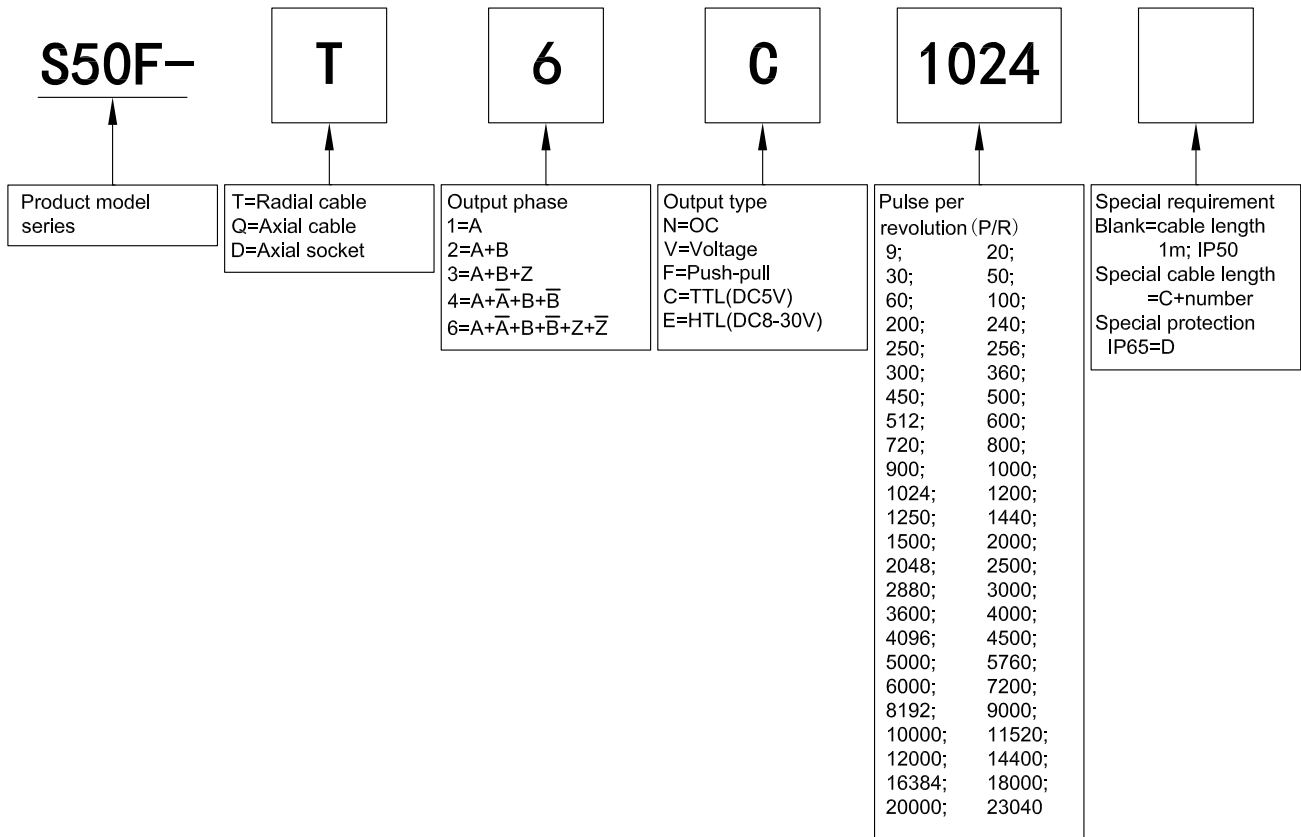 S50F-
T
6
C
1024
Product model
series
T=Radial cable
Q=Axial cable
D=Axial socket
Output phase
1=A
2=A+B
3=A+B+Z
4=A+A̅+B+B̅
6=A+A̅+B+B̅+Z+Z̅
Output type
N=OC
V=Voltage
F=Push-pull
C=TTL(DC5V)
E=HTL(DC8-30V)
Pulse per
revolution (P/R)
9; 20;
30; 50;
60; 100;
200; 240;
250; 256;
300; 360;
450; 500;
512; 600;
720; 800;
900; 1000;
1024; 1200;
1250; 1440;
1500; 2000;
2048; 2500;
2880; 3000;
3600; 4000;
4096; 4500;
5000; 5760;
6000; 7200;
8192; 9000;
10000; 11520;
12000; 14400;
16384; 18000;
20000; 23040
Special requirement
Blank=cable length
1m; IP50
Special cable length
=C+number
Special protection
IP65=D